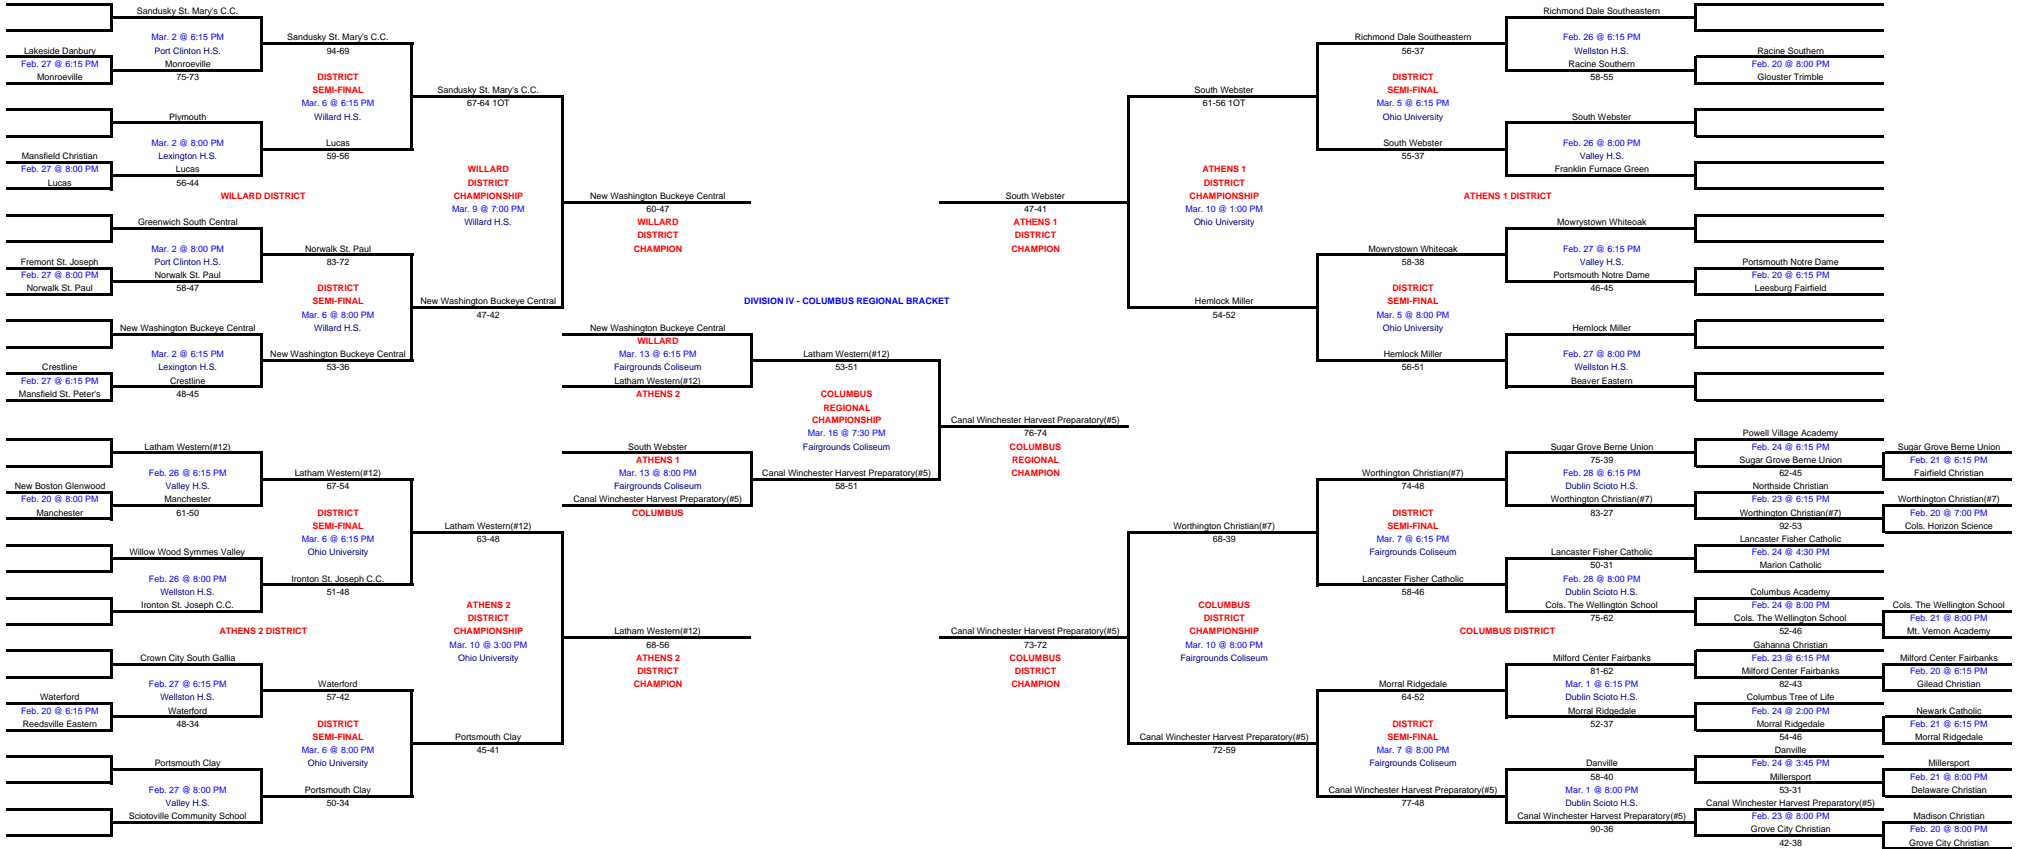 Sandusky St. Mary's C.C.
Mar. 2 @ 6:15 PM
Sandusky St. Mary's C.C.
Lakeside Danbury
Port Clinton H.S.
94-69
Feb. 27 @ 6:15 PM
Monroeville
Monroeville
75-73
DISTRICT
SEMI-FINAL
Sandusky St. Mary's C.C.
Mar. 6 @ 6:15 PM
67-64 1OT
Plymouth
Willard H.S.
Mar. 2 @ 8:00 PM
Lucas
Mansfield Christian
Lexington H.S.
59-56
Feb. 27 @ 8:00 PM
Lucas
WILLARD
Lucas
56-44
DISTRICT
WILLARD DISTRICT
CHAMPIONSHIP
New Washington Buckeye Central
Mar. 9 @ 7:00 PM
60-47
Greenwich South Central
Willard H.S.
WILLARD
DISTRICT
Mar. 2 @ 8:00 PM
Norwalk St. Paul
CHAMPION
Fremont St. Joseph
Port Clinton H.S.
83-72
Feb. 27 @ 8:00 PM
Norwalk St. Paul
Norwalk St. Paul
58-47
DISTRICT
SEMI-FINAL
New Washington Buckeye Central
Mar. 6 @ 8:00 PM
47-42
New Washington Buckeye Central
Willard H.S.
Mar. 2 @ 6:15 PM
New Washington Buckeye Central
Crestline
Lexington H.S.
53-36
Feb. 27 @ 6:15 PM
Crestline
Mansfield St. Peter's
48-45
DIVISION IV - COLUMBUS REGIONAL BRACKET
New Washington Buckeye Central
WILLARD
Mar. 13 @ 6:15 PM
Latham Western(#12)
Fairgrounds Coliseum
53-51
Latham Western(#12)
ATHENS 2
COLUMBUS
REGIONAL
CHAMPIONSHIP
Canal Winchester Harvest Preparatory(#5)
Mar. 16 @ 7:30 PM
76-74
South Webster
Fairgrounds Coliseum
COLUMBUS
ATHENS 1
REGIONAL
Mar. 13 @ 8:00 PM
Canal Winchester Harvest Preparatory(#5)
CHAMPION
Fairgrounds Coliseum
58-51
Canal Winchester Harvest Preparatory(#5)
COLUMBUS
Latham Western(#12)
Feb. 26 @ 6:15 PM
Latham Western(#12)
New Boston Glenwood
Valley H.S.
67-54
Feb. 20 @ 8:00 PM
Manchester
Manchester
61-50
DISTRICT
SEMI-FINAL
Latham Western(#12)
Mar. 6 @ 6:15 PM
63-48
Willow Wood Symmes Valley
Ohio University
Feb. 26 @ 8:00 PM
Ironton St. Joseph C.C.
Wellston H.S.
51-48
Ironton St. Joseph C.C.
ATHENS 2
DISTRICT
ATHENS 2 DISTRICT
CHAMPIONSHIP
Latham Western(#12)
Mar. 10 @ 3:00 PM
68-56
Crown City South Gallia
Ohio University
ATHENS 2
DISTRICT
Feb. 27 @ 6:15 PM
Waterford
CHAMPION
Waterford
Wellston H.S.
57-42
Feb. 20 @ 6:15 PM
Waterford
Reedsville Eastern
48-34
DISTRICT
SEMI-FINAL
Portsmouth Clay
Mar. 6 @ 8:00 PM
45-41
Portsmouth Clay
Ohio University
Feb. 27 @ 8:00 PM
Portsmouth Clay
Valley H.S.
50-34
Sciotoville Community School
Richmond Dale Southeastern
Richmond Dale Southeastern
Feb. 26 @ 6:15 PM
56-37
Wellston H.S.
Racine Southern
Racine Southern
Feb. 20 @ 8:00 PM
DISTRICT
58-55
Glouster Trimble
South Webster
SEMI-FINAL
61-56 1OT
Mar. 5 @ 6:15 PM
Ohio University
South Webster
South Webster
Feb. 26 @ 8:00 PM
55-37
Valley H.S.
ATHENS 1
Franklin Furnace Green
DISTRICT
South Webster
CHAMPIONSHIP
ATHENS 1 DISTRICT
47-41
Mar. 10 @ 1:00 PM
ATHENS 1
Ohio University
Mowrystown Whiteoak
DISTRICT
CHAMPION
Mowrystown Whiteoak
Feb. 27 @ 6:15 PM
58-38
Valley H.S.
Portsmouth Notre Dame
Portsmouth Notre Dame
Feb. 20 @ 6:15 PM
DISTRICT
46-45
Leesburg Fairfield
Hemlock Miller
SEMI-FINAL
54-52
Mar. 5 @ 8:00 PM
Ohio University
Hemlock Miller
Hemlock Miller
Feb. 27 @ 8:00 PM
56-51
Wellston H.S.
Beaver Eastern
Powell Village Academy
Sugar Grove Berne Union
Feb. 24 @ 6:15 PM
Sugar Grove Berne Union
75-39
Sugar Grove Berne Union
Feb. 21 @ 6:15 PM
Worthington Christian(#7)
Feb. 28 @ 6:15 PM
62-45
Fairfield Christian
74-48
Dublin Scioto H.S.
Northside Christian
Worthington Christian(#7)
Feb. 23 @ 6:15 PM
Worthington Christian(#7)
DISTRICT
83-27
Worthington Christian(#7)
Feb. 20 @ 7:00 PM
Worthington Christian(#7)
SEMI-FINAL
92-53
Cols. Horizon Science
68-39
Mar. 7 @ 6:15 PM
Lancaster Fisher Catholic
Fairgrounds Coliseum
Lancaster Fisher Catholic
Feb. 24 @ 4:30 PM
50-31
Marion Catholic
Lancaster Fisher Catholic
Feb. 28 @ 8:00 PM
58-46
Dublin Scioto H.S.
Columbus Academy
COLUMBUS
Cols. The Wellington School
Feb. 24 @ 8:00 PM
Cols. The Wellington School
DISTRICT
75-62
Cols. The Wellington School
Feb. 21 @ 8:00 PM
Canal Winchester Harvest Preparatory(#5)
CHAMPIONSHIP
COLUMBUS DISTRICT
52-46
Mt. Vernon Academy
73-72
Mar. 10 @ 8:00 PM
Gahanna Christian
COLUMBUS
Fairgrounds Coliseum
Milford Center Fairbanks
Feb. 23 @ 6:15 PM
Milford Center Fairbanks
DISTRICT
81-62
Milford Center Fairbanks
Feb. 20 @ 6:15 PM
CHAMPION
Morral Ridgedale
Mar. 1 @ 6:15 PM
82-43
Gilead Christian
64-52
Dublin Scioto H.S.
Columbus Tree of Life
Morral Ridgedale
Feb. 24 @ 2:00 PM
Newark Catholic
DISTRICT
52-37
Morral Ridgedale
Feb. 21 @ 6:15 PM
Canal Winchester Harvest Preparatory(#5)
SEMI-FINAL
54-46
Morral Ridgedale
72-59
Mar. 7 @ 8:00 PM
Danville
Fairgrounds Coliseum
Danville
Feb. 24 @ 3:45 PM
Millersport
58-40
Millersport
Feb. 21 @ 8:00 PM
Canal Winchester Harvest Preparatory(#5)
Mar. 1 @ 8:00 PM
53-31
Delaware Christian
77-48
Dublin Scioto H.S.
Canal Winchester Harvest Preparatory(#5)
Canal Winchester Harvest Preparatory(#5)
Feb. 23 @ 8:00 PM
Madison Christian
90-36
Grove City Christian
Feb. 20 @ 8:00 PM
42-38
Grove City Christian